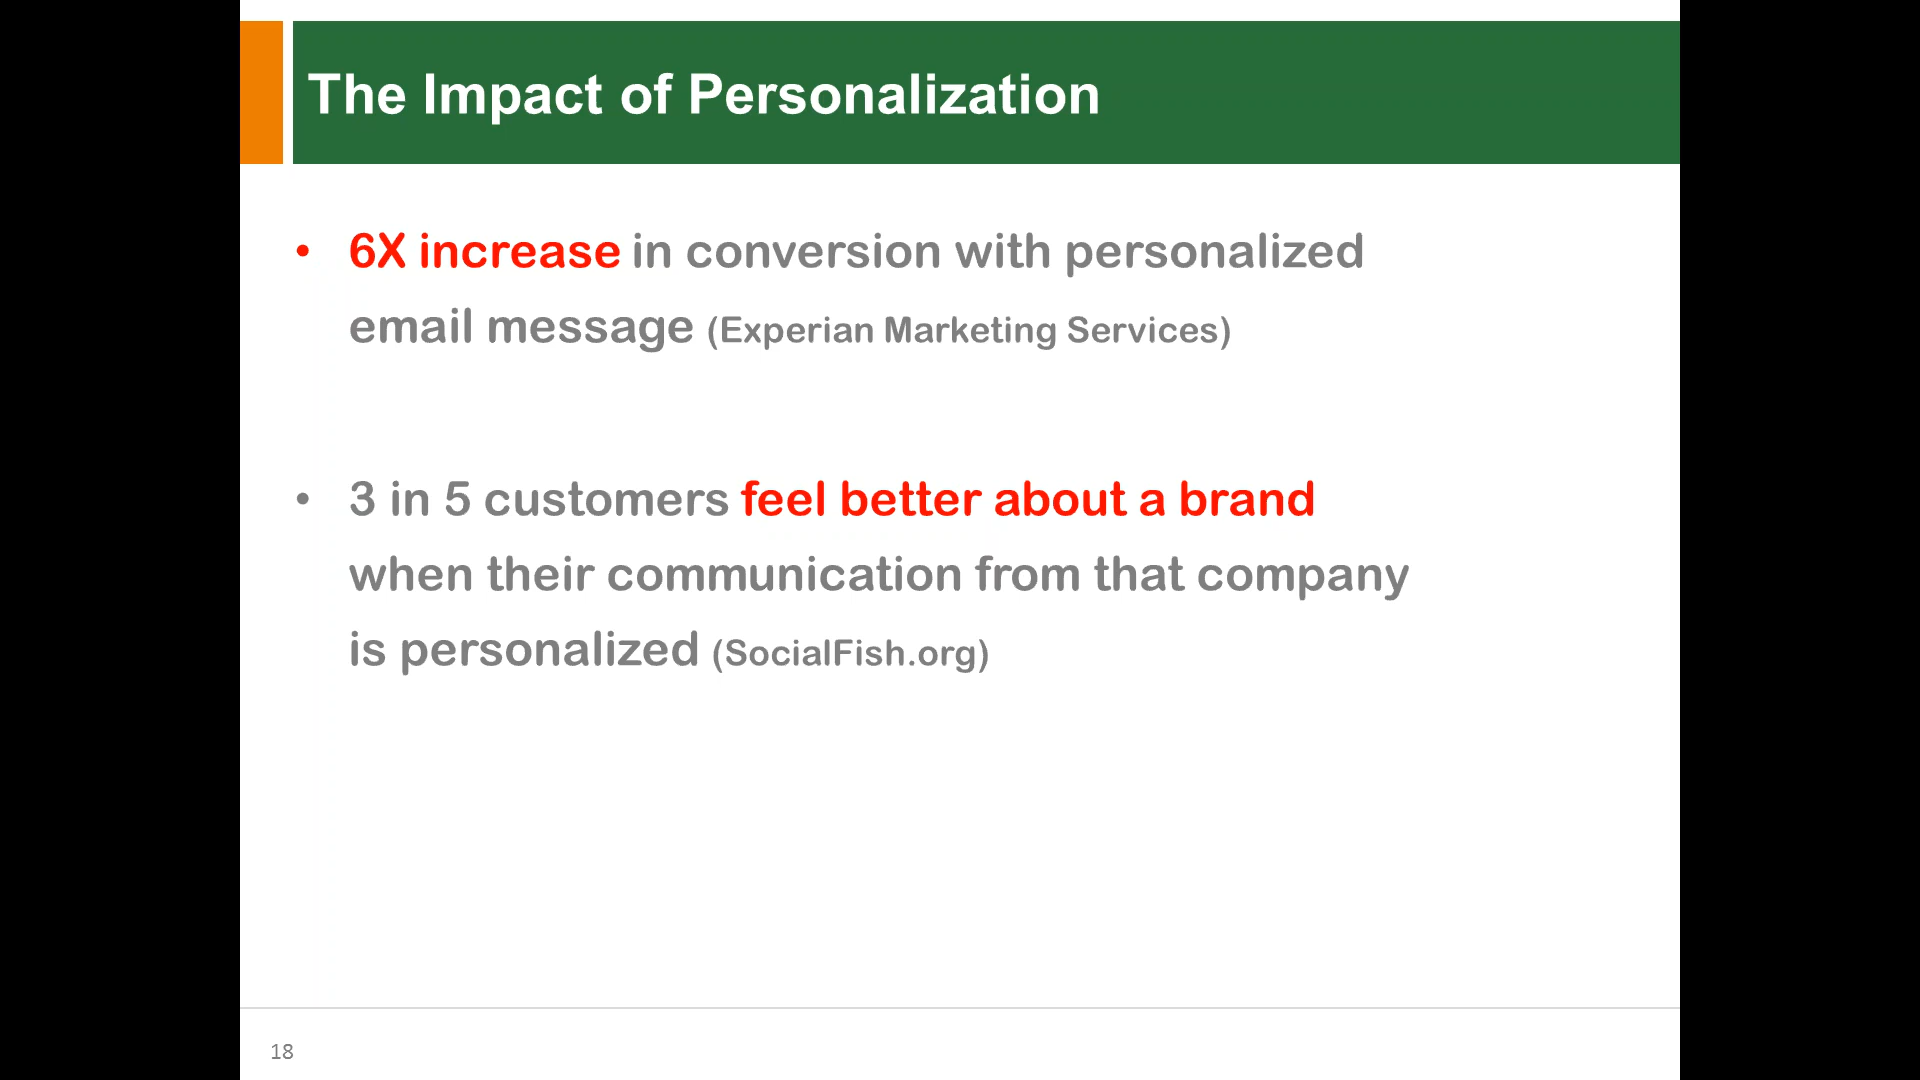 The Impact of Personalization
• 6X increase in conversion with personalized
email message (Experian Marketing Services)
• 3 in 5 customers feel better about a brand
when their communication from that company
is personalized (SocialFish.org)
18